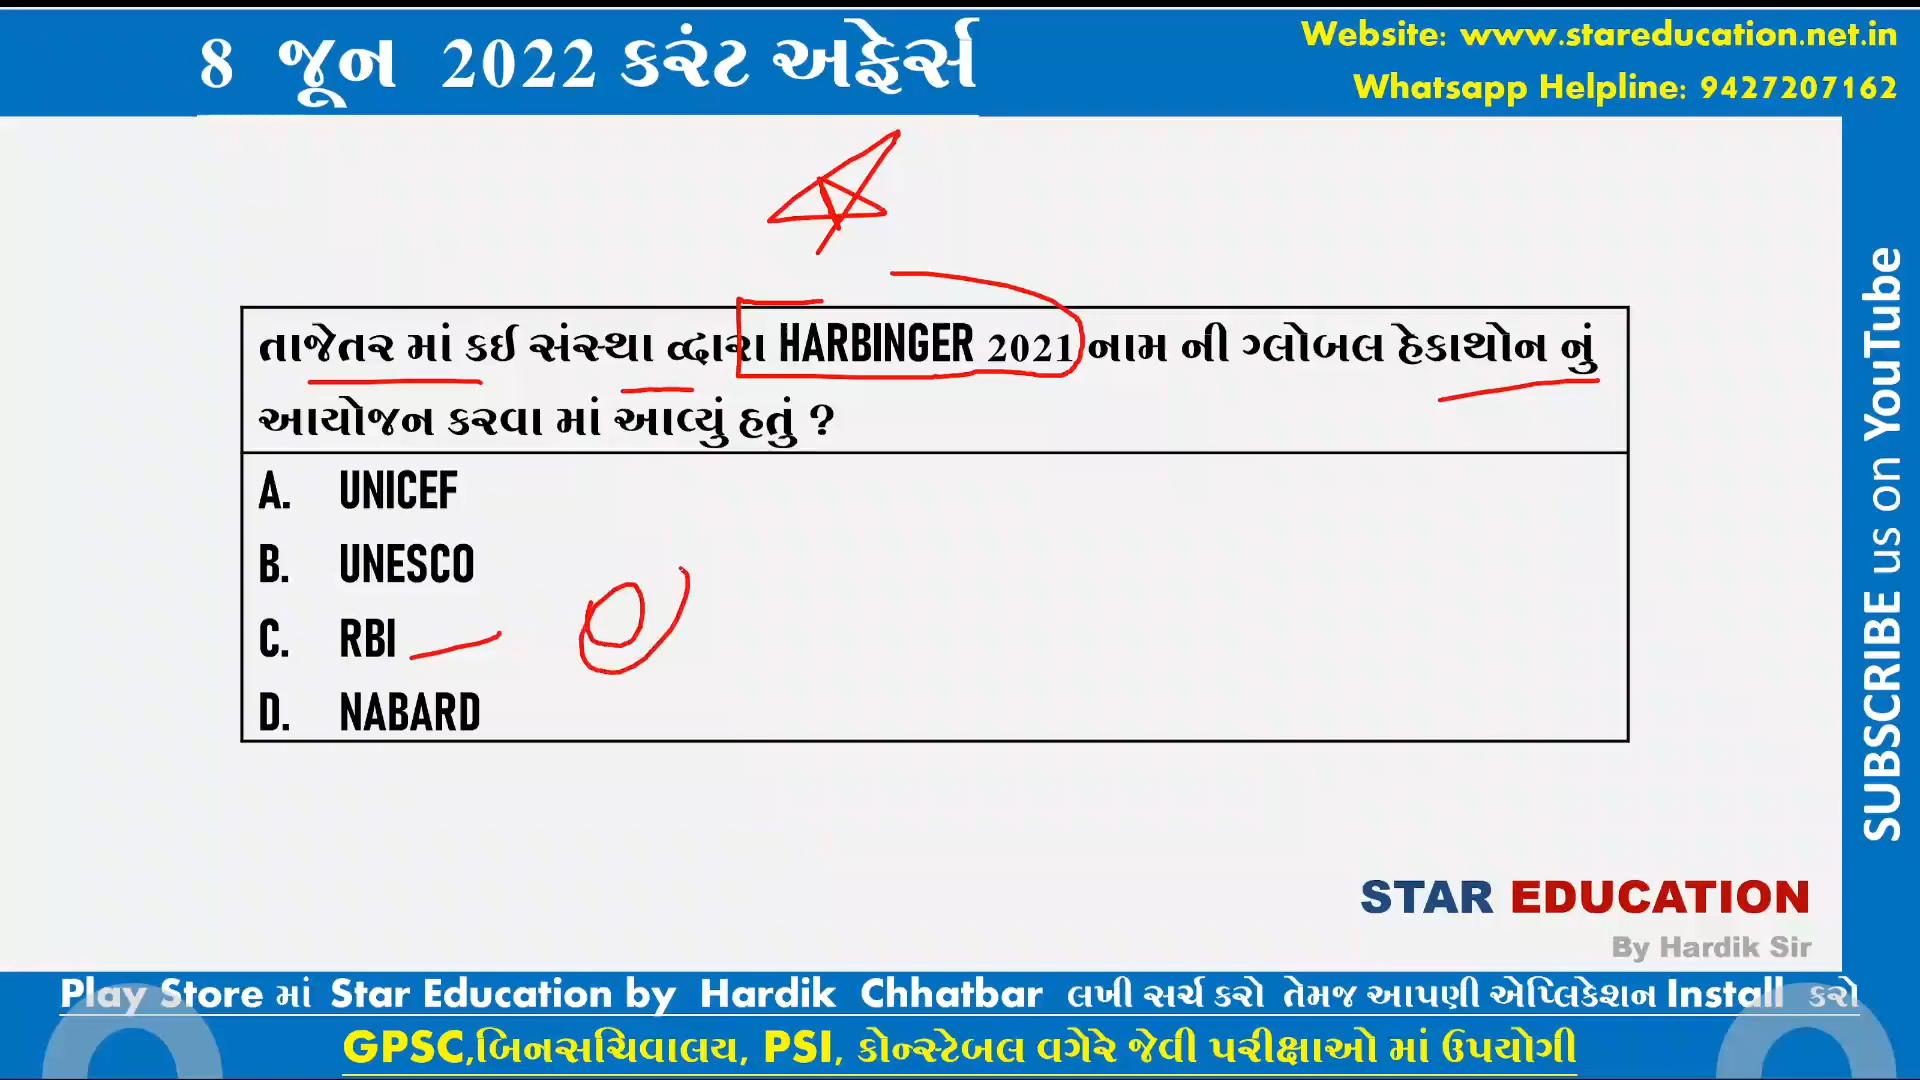 8 જૂન 2022 કરંટ અફેર્સ
Website: www.stareducation.net.in
Whatsapp Helpline: 9427207162
તાજેતર માં કઈ સંસ્થા વ્દારા HARBINGER 2021 નામ ની ગ્લોબલ હેકાથોન નું
આયોજન કરવા માં આવ્યું હતું ?
A. UNICEF
B. UNESCO
C. RBI
D. NABARD
SUBSCRIBE us on YouTube
STAR EDUCATION
By Hardik Sir
Play Store માં Star Education by Hardik Chhatbar લખી સર્ચ કરો તેમજ આપણી એપ્લિકેશન Install કરો
GPSC,બિનસચિવાલય, PSI, કોન્સ્ટેબલ વગેરે જેવી પરીક્ષાઓ માં ઉપયોગી